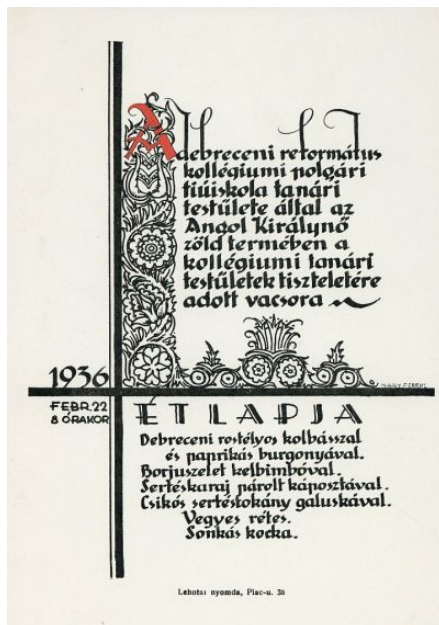 A debreceni református
kollégiumi polgári
fiúiskola tanári
testülete által az
Angol Királynő
zöld termében a
kollégiumi tanári
testületek tiszteletére
adott vacsora
1936
FEBR. 22
8 ÓRAKOR
ÉTLAPJA
Debreceni rostélyos kolbásszal
és paprikás burgonyával.
Borjuszelet kelbimbóval.
Sertéskaraj párolt káposztával.
Csikós sertéstokány galuskával.
Vegyes rétes.
Sonkás kocka.
Lehotai nyomda, Piac-u.